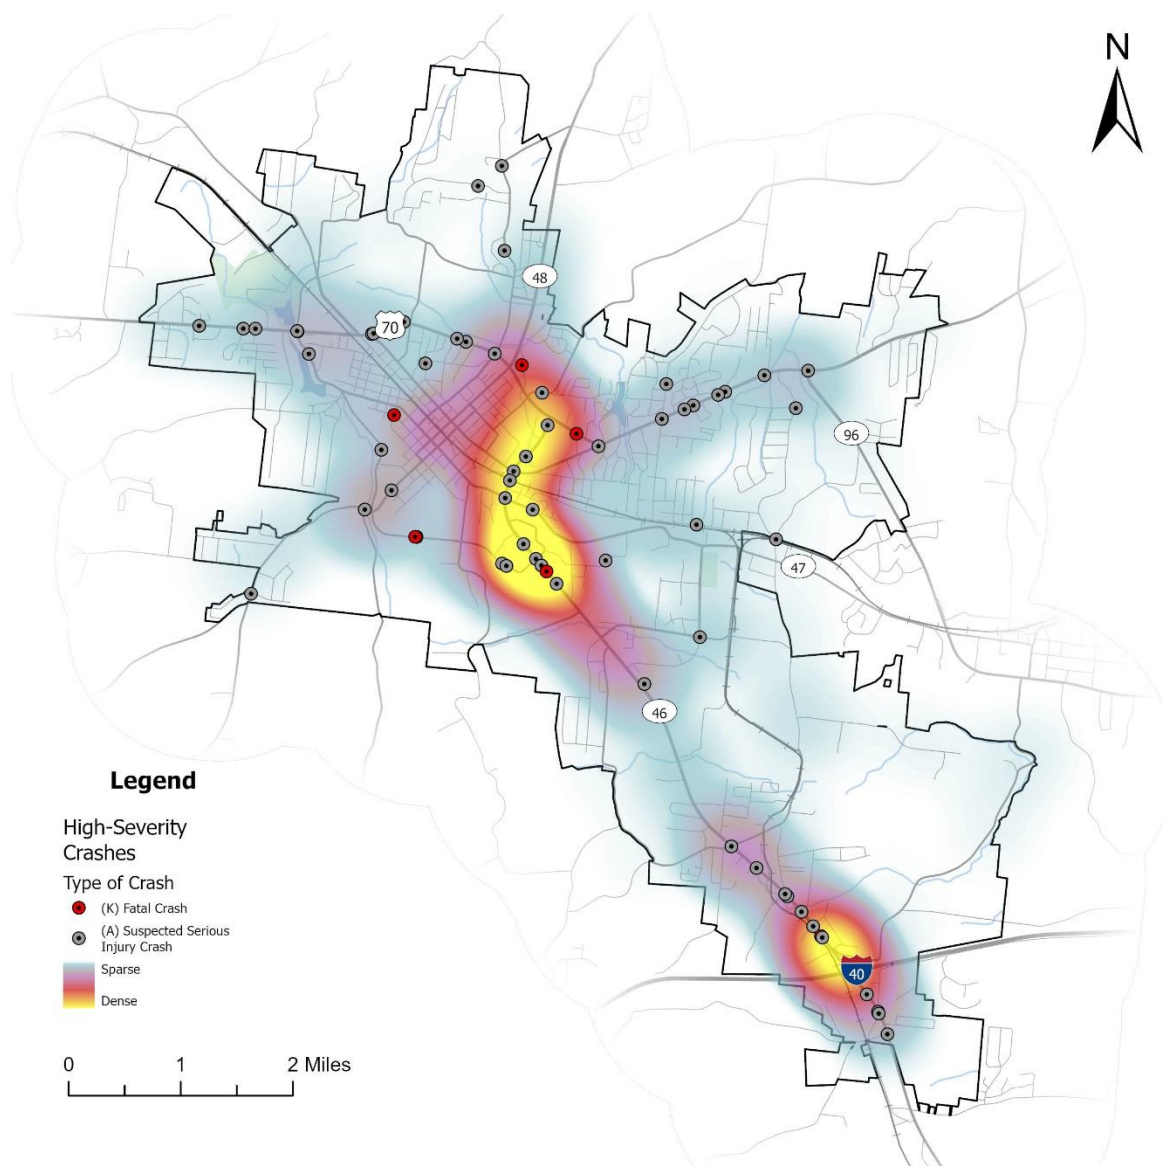 N
48
70
96
47
46
Legend
High-Severity
Crashes
Type of Crash
(K) Fatal Crash
(A) Suspected Serious
Injury Crash
Sparse
Dense
40
0 1 2 Miles